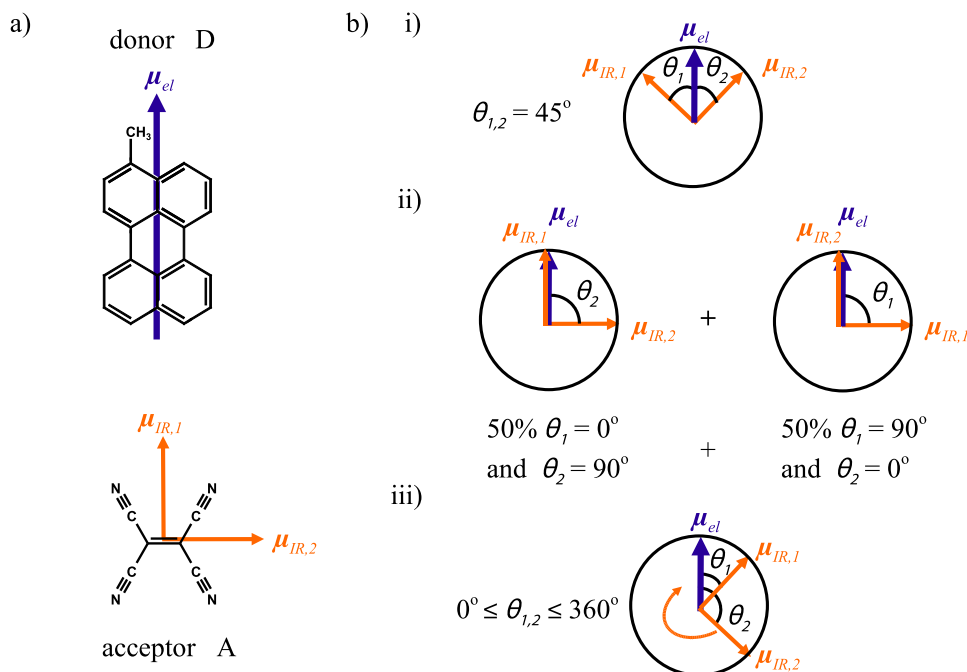 a)
donor D
μel
CH3
μIR,1
N
N
C
C
C
C
N
N
μIR,2
acceptor A
b)
i)
μel
μIR,1
θ1
θ2
μIR,2
θ1,2 = 45°
ii)
μIR,1
μel
θ2
μIR,2
+
μIR,2
μel
θ1
μIR,1
50% θ1 = 0°
and θ2 = 90°
+
50% θ1 = 90°
and θ2 = 0°
iii)
μel
μIR,1
θ1
θ2
μIR,2
0° ≤ θ1,2 ≤ 360°